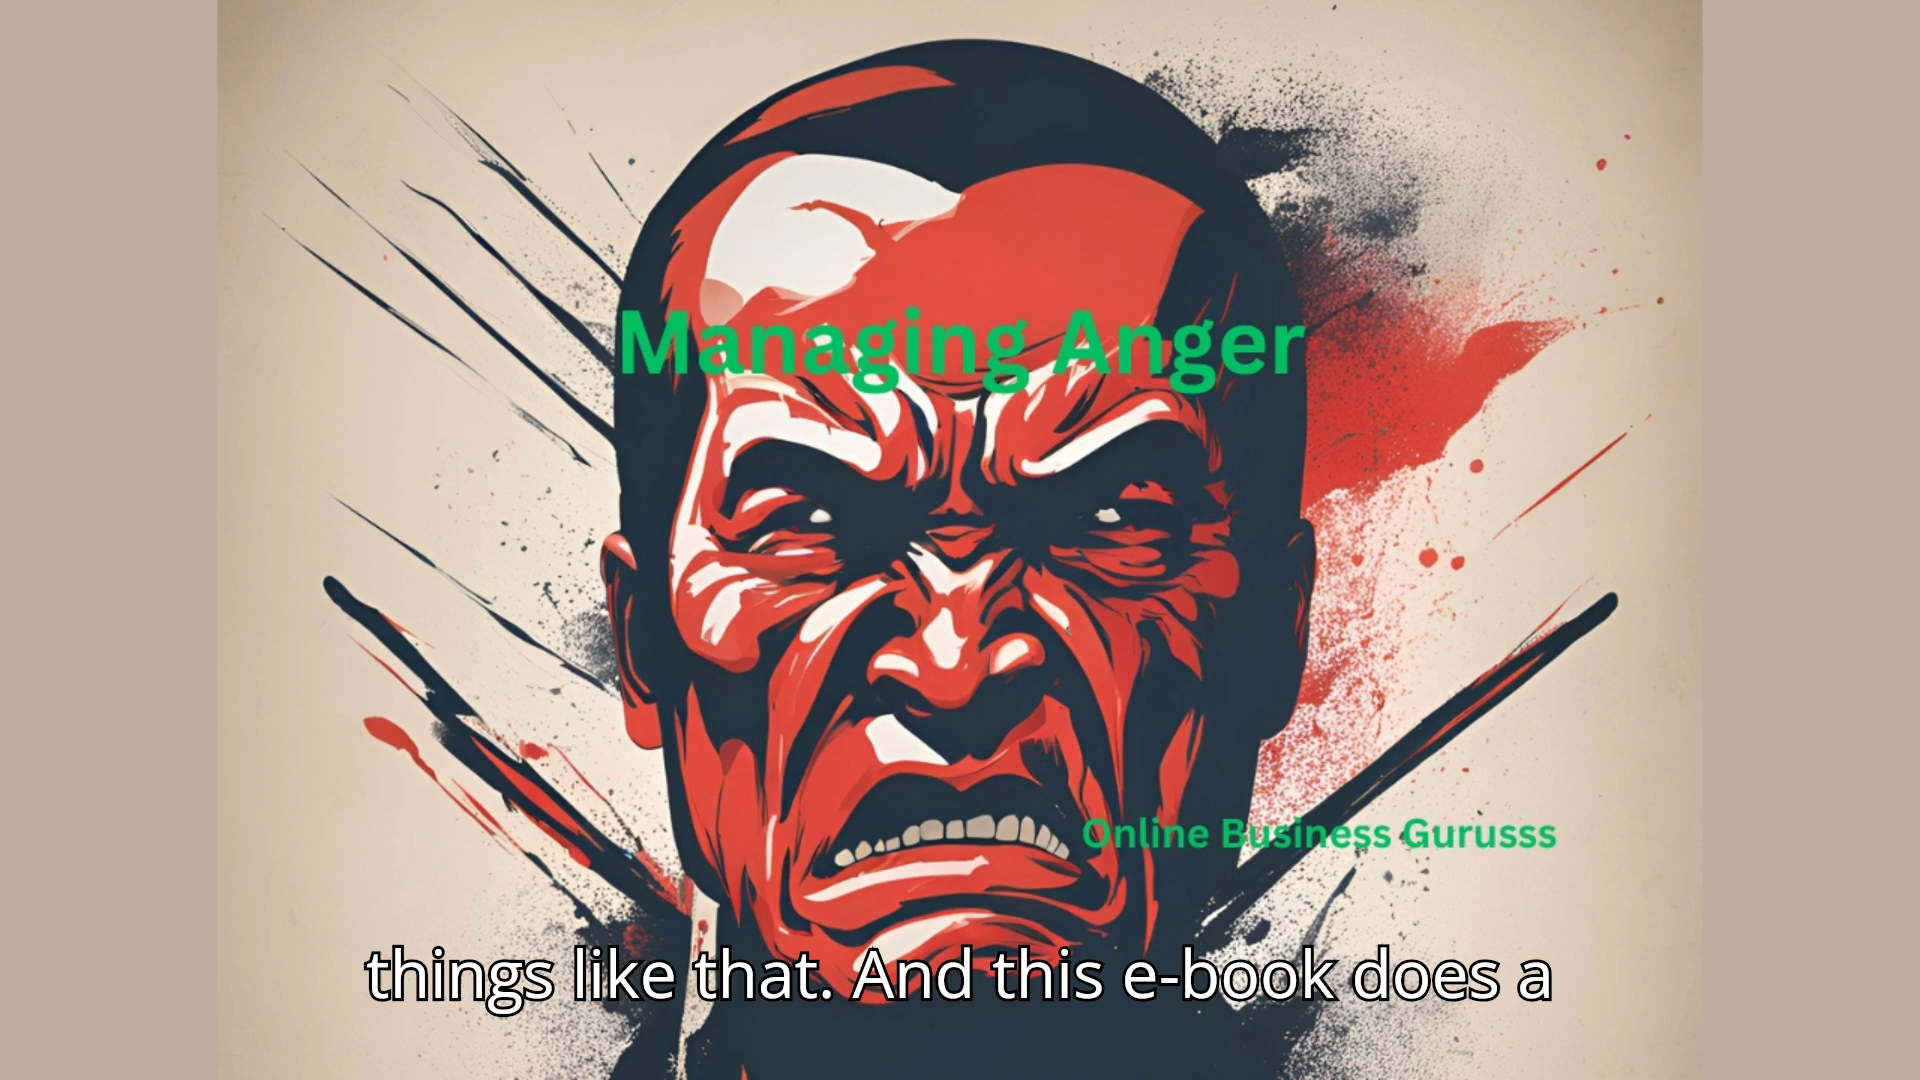 Managing Anger
Online Business Gurusss
things like that. And this e-book does a